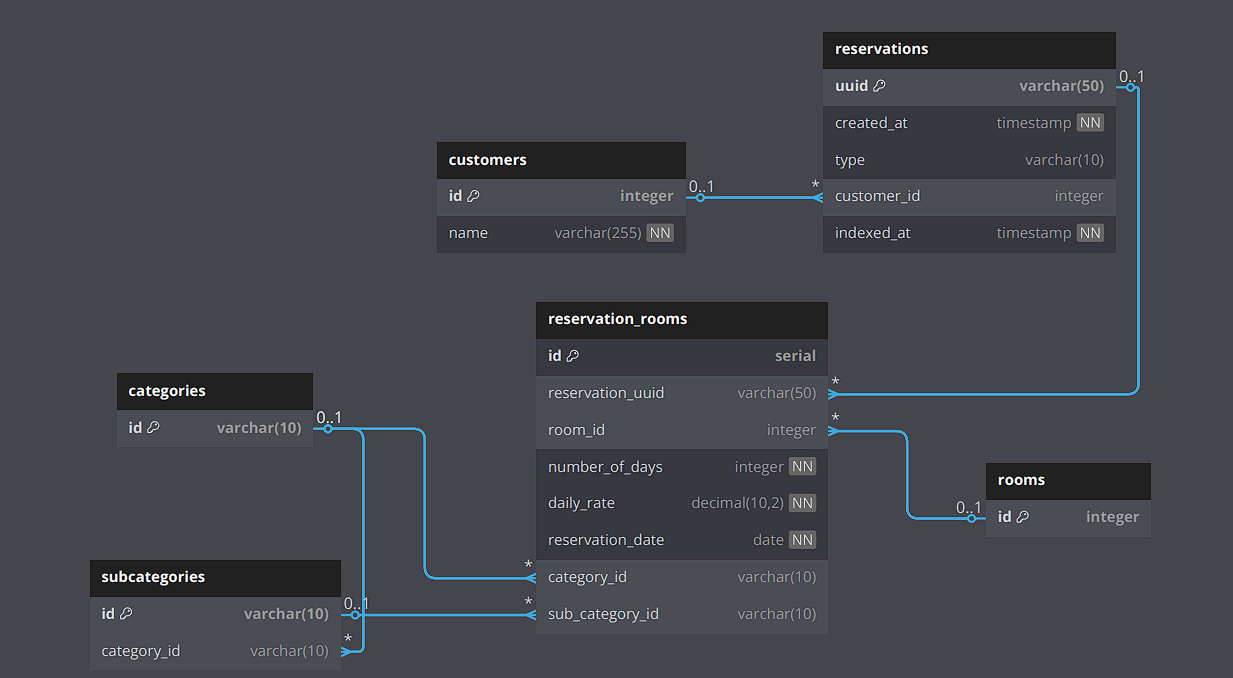 reservations
uuid varchar(50)
created_at timestamp NN
type varchar(10)
customer_id integer
indexed_at timestamp NN
0..1
customers
id integer
name varchar(255) NN
0..1
*
reservation_rooms
id serial
reservation_uuid varchar(50)
room_id integer
number_of_days integer NN
daily_rate decimal(10,2) NN
reservation_date date NN
category_id varchar(10)
sub_category_id varchar(10)
*
*
*
*
categories
id varchar(10)
0..1
rooms
id integer
0..1
subcategories
id varchar(10)
category_id varchar(10)
0..1
*